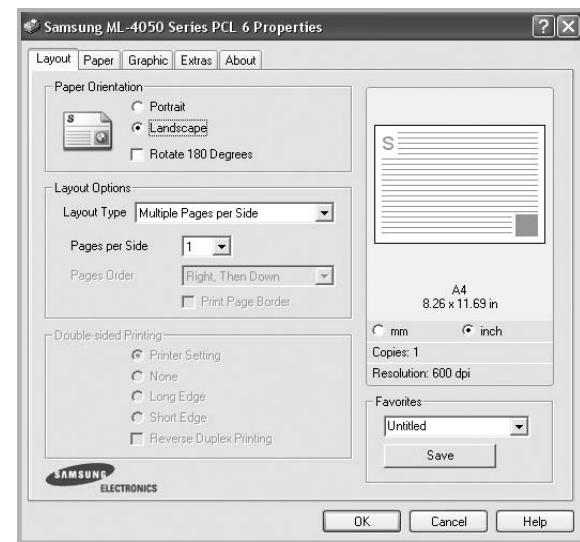 Samsung ML-4050 Series PCL 6 Properties
Layout Paper Graphic Extras About
Paper Orientation
Portrait
Landscape
Rotate 180 Degrees
S
Layout Options
Layout Type Multiple Pages per Side
Pages per Side 1
Pages Order Right, Then Down
Print Page Border
Double-sided Printing
Printer Setting
None
Long Edge
Short Edge
Reverse Duplex Printing
SAMSUNG
ELECTRONICS
S
A4
8.26 x 11.69 in
mm inch
Copies: 1
Resolution: 600 dpi
Favorites
Untitled
Save
OK Cancel Help